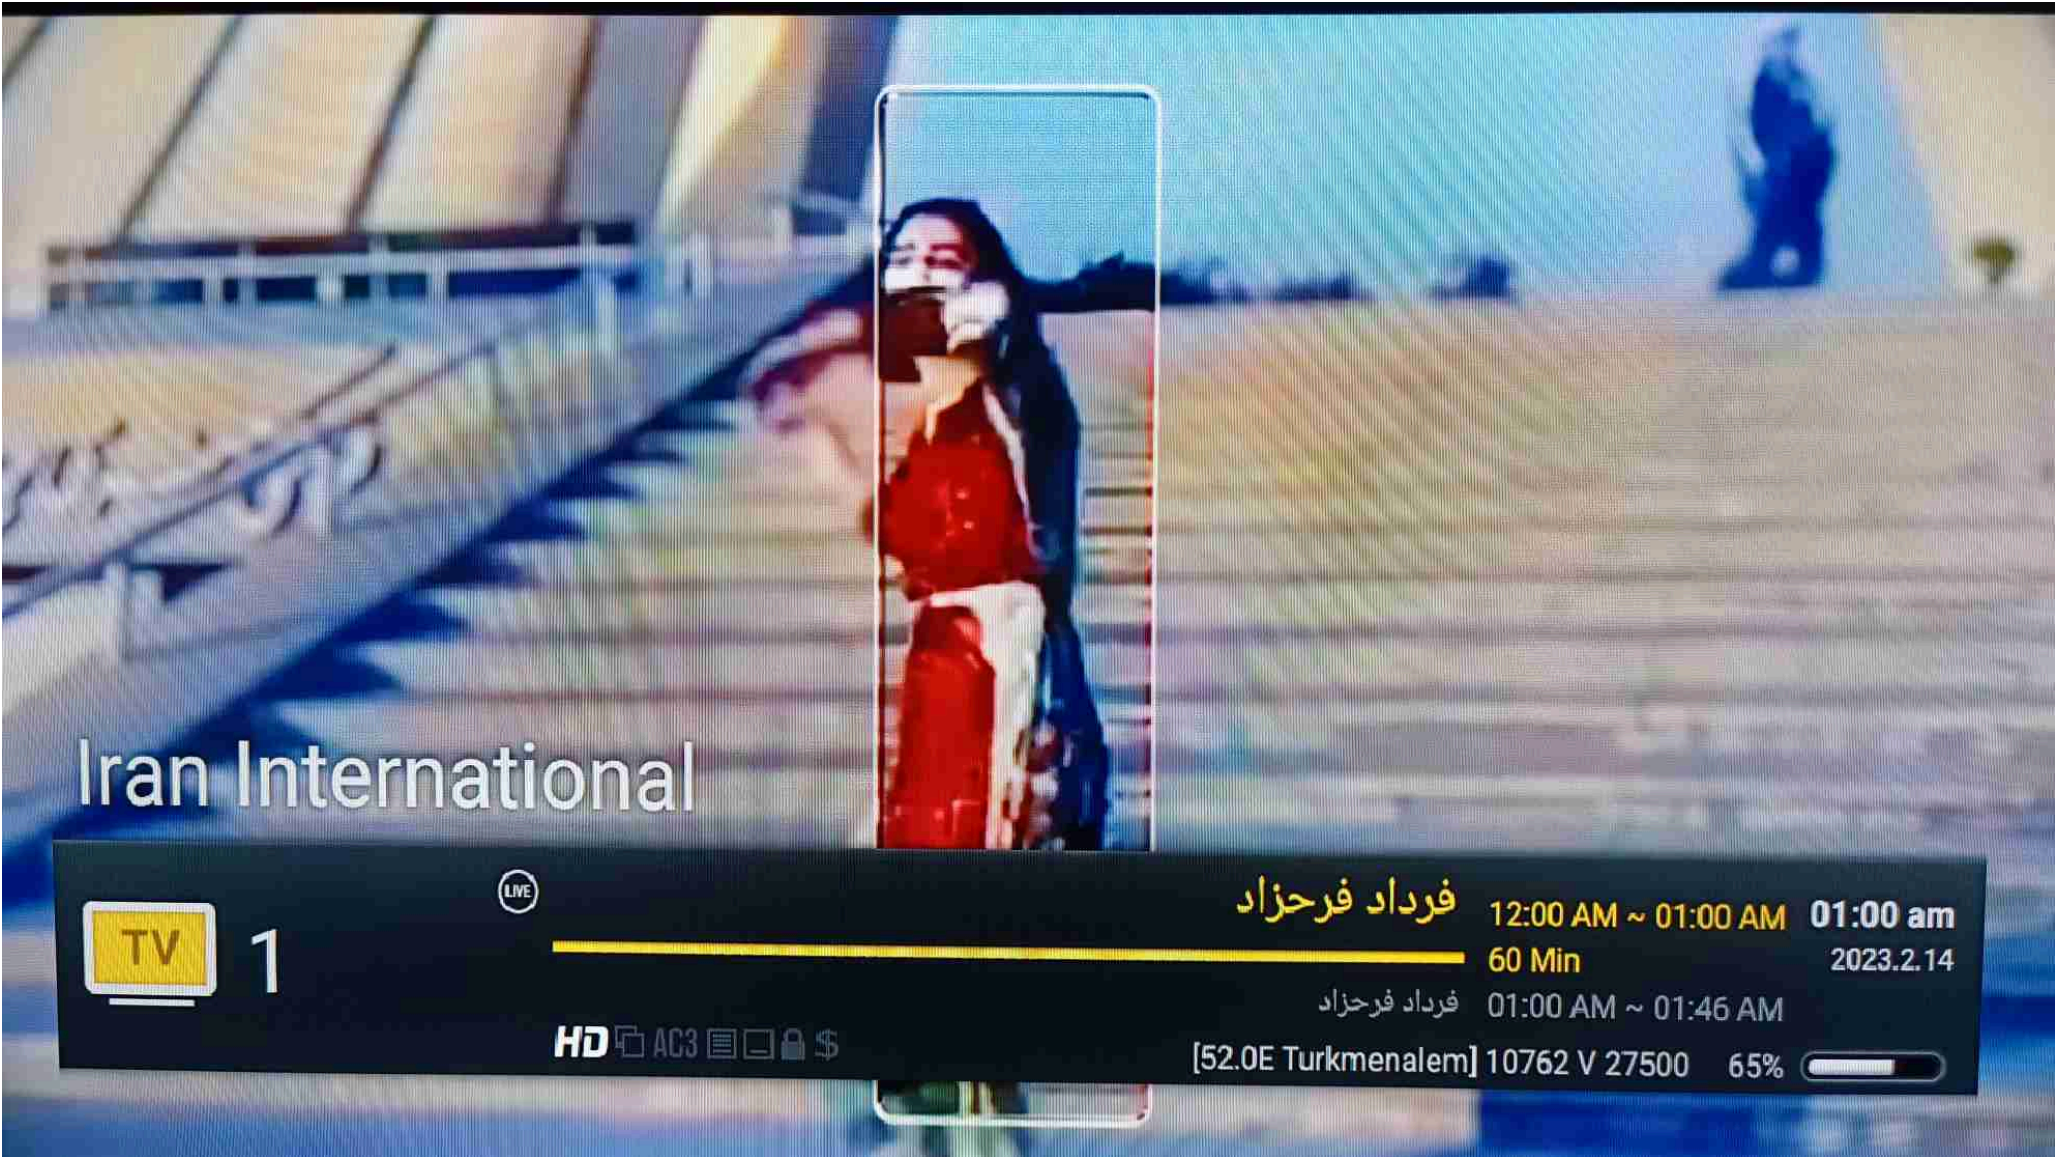 Iran International
LIVE
فرداد فرحزاد 12:00 AM ~ 01:00 AM 01:00 am
TV 1
60 Min 2023.2.14
فرداد فرحزاد 01:00 AM ~ 01:46 AM
HD AC3 $
[52.0E Turkmenalem] 10762 V 27500 65%